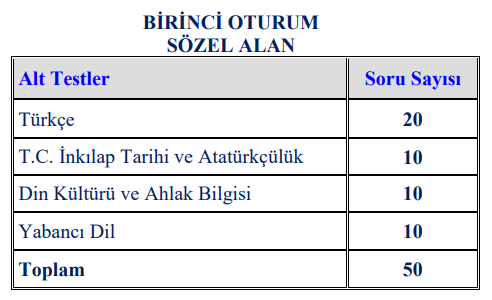 BİRİNCİ OTURUM
SÖZEL ALAN
Alt Testler Soru Sayısı
Türkçe 20
T.C. İnkılap Tarihi ve Atatürkçülük 10
Din Kültürü ve Ahlak Bilgisi 10
Yabancı Dil 10
Toplam 50